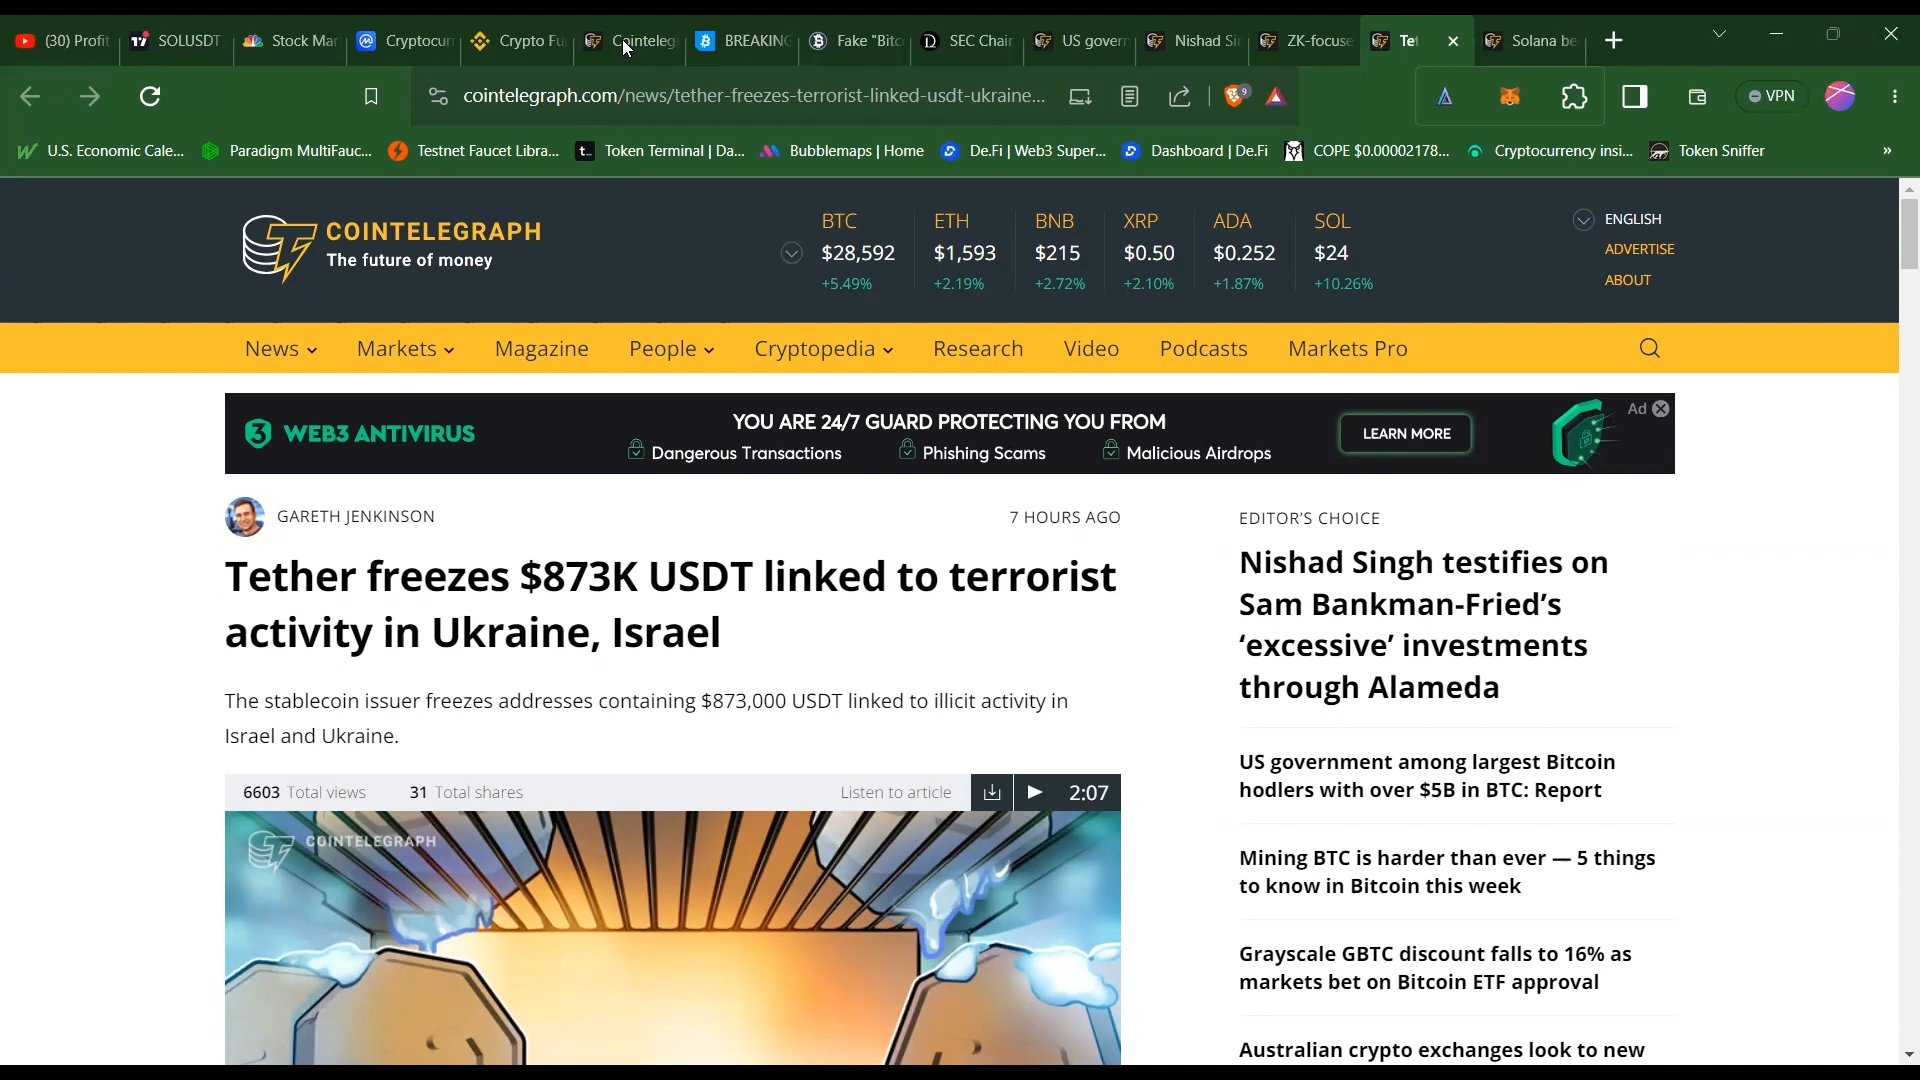 (30) Profit
SOLUSDT
Stock Mar
Cryptocurr
Crypto Fu
Cointeleg
BREAKING
Fake "Bitc
SEC Chair
US govern
Nishad Sin
ZK-focuse
Te
Solana be
cointelegraph.com/news/tether-freezes-terrorist-linked-usdt-ukraine...
9
VPN
U.S. Economic Cale...
Paradigm MultiFauc...
Testnet Faucet Libra...
Token Terminal | Da...
Bubblemaps | Home
De.Fi | Web3 Super...
Dashboard | De.Fi
COPE $0.00002178...
Cryptocurrency insi...
Token Sniffer
»
COINTELEGRAPH
The future of money
BTC ETH BNB XRP ADA SOL
$28,592 $1,593 $215 $0.50 $0.252 $24
+5.49% +2.19% +2.72% +2.10% +1.87% +10.26%
ENGLISH
ADVERTISE
ABOUT
News Markets Magazine People Cryptopedia Research Video Podcasts Markets Pro
WEB3 ANTIVIRUS
YOU ARE 24/7 GUARD PROTECTING YOU FROM
Dangerous Transactions Phishing Scams Malicious Airdrops
LEARN MORE
Ad
GARETH JENKINSON
7 HOURS AGO
Tether freezes $873K USDT linked to terrorist
activity in Ukraine, Israel
The stablecoin issuer freezes addresses containing $873,000 USDT linked to illicit activity in
Israel and Ukraine.
6603 Total views 31 Total shares Listen to article 2:07
COINTELEGRAPH
EDITOR'S CHOICE
Nishad Singh testifies on
Sam Bankman-Fried’s
‘excessive’ investments
through Alameda
US government among largest Bitcoin
hodlers with over $5B in BTC: Report
Mining BTC is harder than ever — 5 things
to know in Bitcoin this week
Grayscale GBTC discount falls to 16% as
markets bet on Bitcoin ETF approval
Australian crypto exchanges look to new